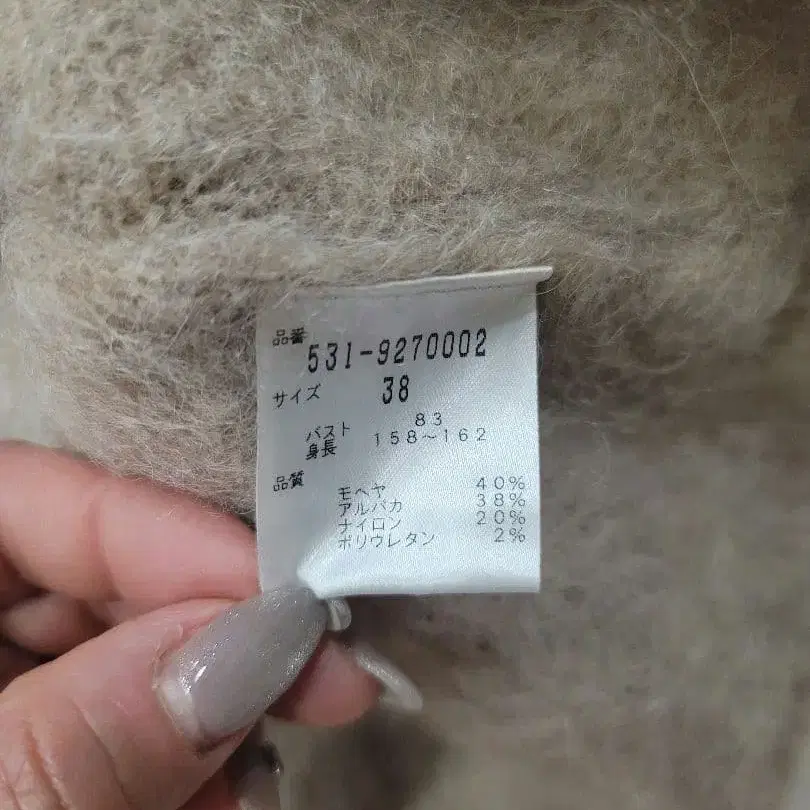 品番
531-9270002
サイズ 38
バスト 83
身長 158～162
品質
モヘヤ 40%
アルパカ 38%
ナイロン 20%
ポリウレタン 2%